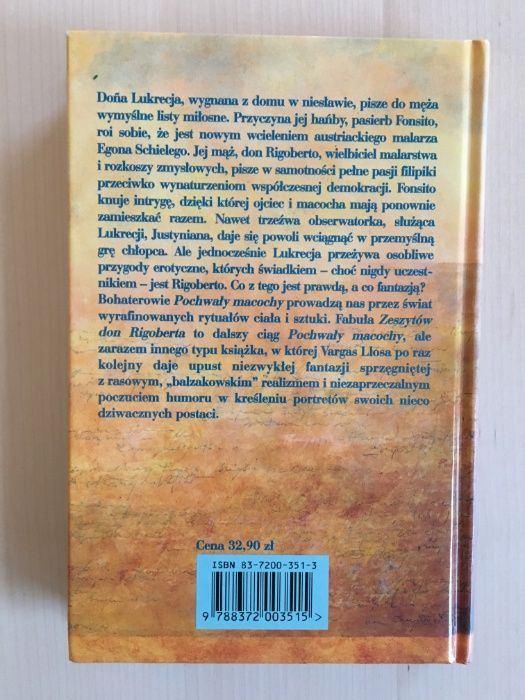 Doña Lukrecja, wygnana z domu w niesławie, pisze do męża
wymyślne listy miłosne. Przyczyna jej hańby, pasierb Fonsito,
roi sobie, że jest nowym wcieleniem austriackiego malarza
Egona Schielego. Jej mąż, don Rigoberto, wielbiciel malarstwa
i rozkoszy zmysłowych, pisze w samotności pełne pasji filipiki
przeciwko wynaturzeniom współczesnej demokracji. Fonsito
knuje intrygę, dzięki której ojciec i macocha mają ponownie
zamieszkać razem. Nawet trzeźwa obserwatorka, służąca
Lukrecji, Justyniana, daje się powoli wciągnąć w przemyślną
grę chłopca. Ale jednocześnie Lukrecja przeżywa osobliwe
przygody erotyczne, których świadkiem – choć nigdy uczest-
nikiem – jest Rigoberto. Co z tego jest prawdą, a co fantazją?
Bohaterowie Pochwały macochy prowadzą nas przez świat
wyrafinowanych rytuałów ciała i sztuki. Fabuła Zeszytów
don Rigoberta to dalszy ciąg Pochwały macochy, ale
zarazem innego typu książka, w której Vargas Llosa po raz
kolejny daje upust niezwykłej fantazji sprzęgniętej
z rasowym, „balzakowskim” realizmem i niezaprzeczalnym
poczuciem humoru w kreśleniu portretów swoich nieco
dziwacznych postaci.
Cena 32,90 zł
ISBN 83-7200-351-3
9 788372 003515 >